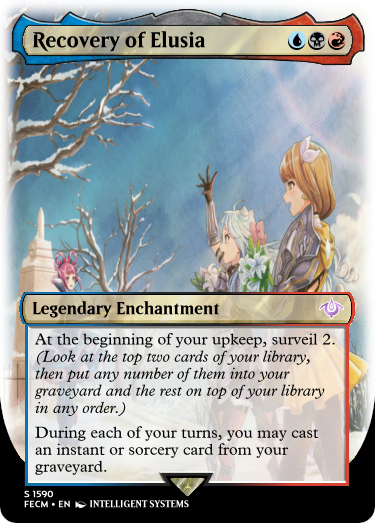 Recovery of Elusia
Legendary Enchantment
At the beginning of your upkeep, surveil 2.
(Look at the top two cards of your library,
then put any number of them into your
graveyard and the rest on top of your library
in any order.)
During each of your turns, you may cast
an instant or sorcery card from your
graveyard.
S 1590
FECM • EN INTELLIGENT SYSTEMS